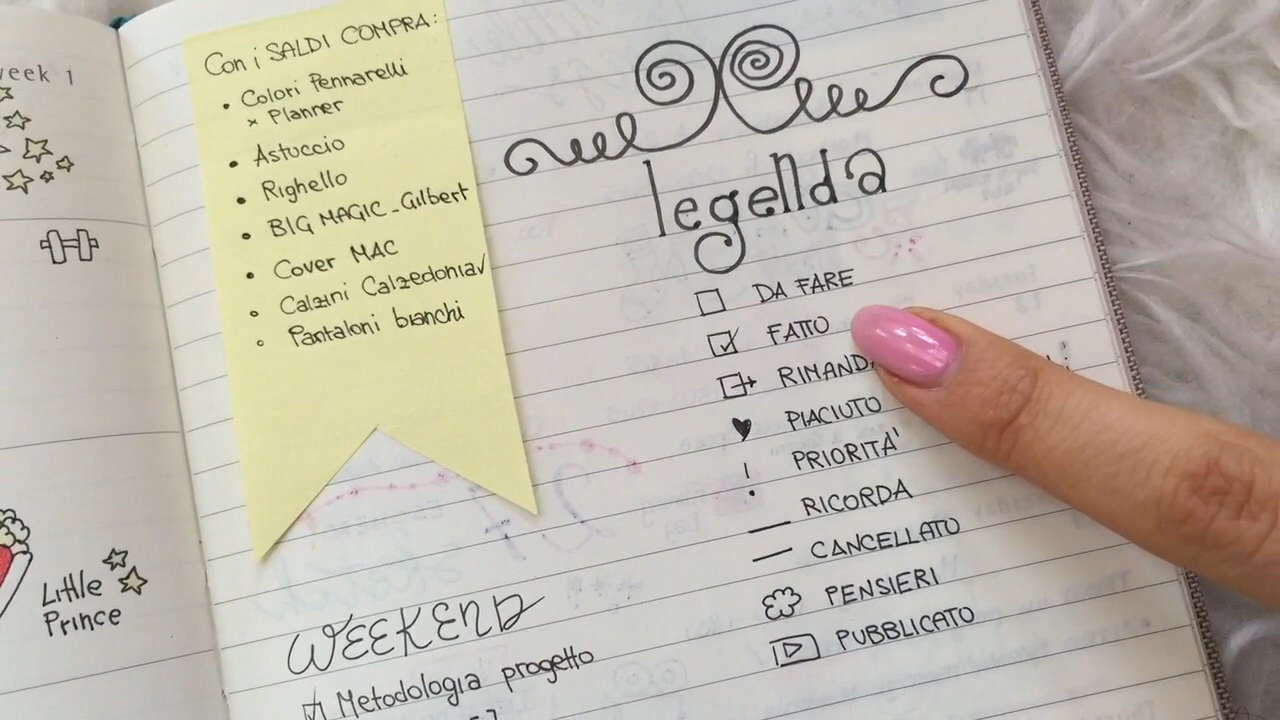 week 1
Little
Prince
Con i SALDI COMPRA:
• Colori Pennarelli
x Planner
• Astuccio
• Righello
• BIG MAGIC_Gilbert
• Cover MAC
• Calzini Calzedonia√
• Pantaloni bianchi
legenda
DA FARE
FATTO
PIACIUTO
! PRIORITA'
RICORDA
CANCELLATO
PENSIERI
PUBBLICATO
WEEKEND
Metodologia progetto